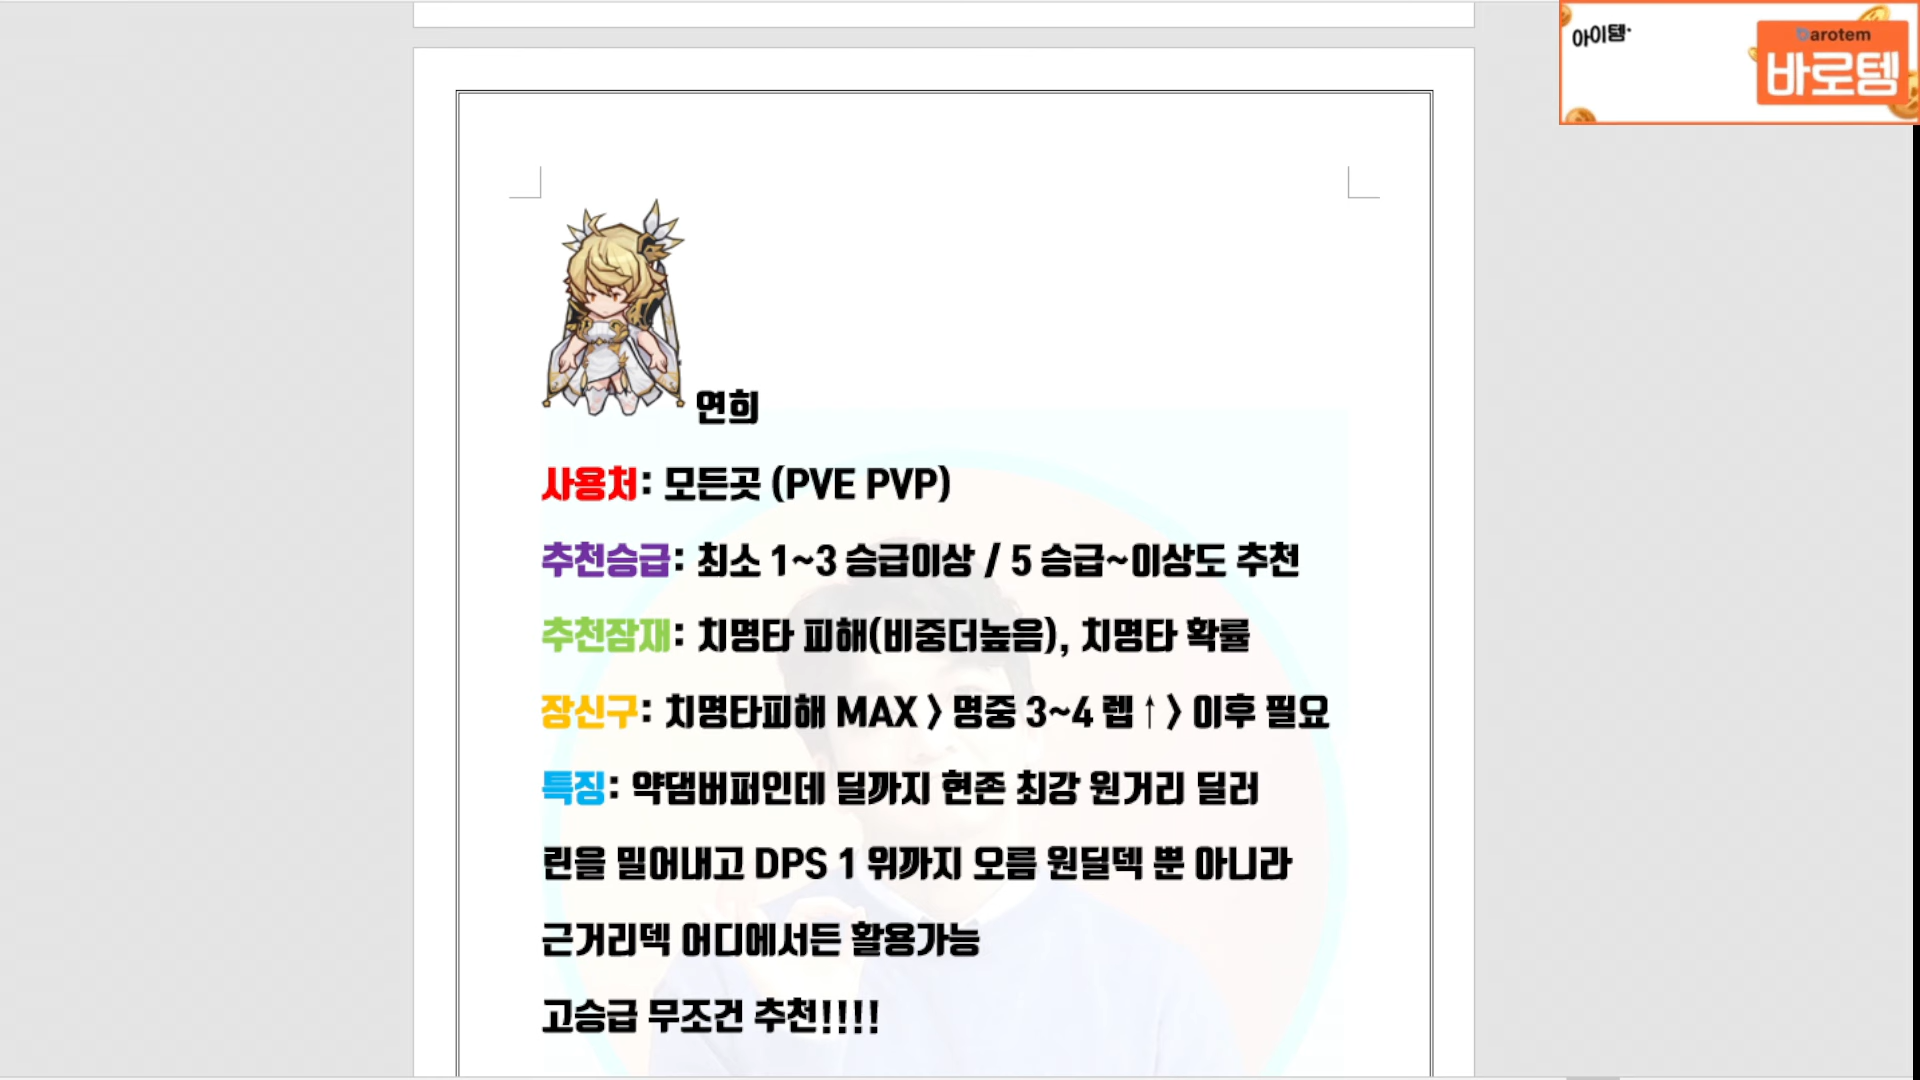 아이템·
Barotem
바로템
연희
사용처: 모든곳 (PVE PVP)
추천승급: 최소 1~3 승급이상 / 5 승급~이상도 추천
추천잠재: 치명타 피해(비중더높음), 치명타 확률
장신구: 치명타피해 MAX > 명중 3~4 렙↑ > 이후 필요
특징: 약댐버퍼인데 딜까지 현존 최강 원거리 딜러
린을 밀어내고 DPS 1 위까지 오름 원딜덱 뿐 아니라
근거리덱 어디에서든 활용가능
고승급 무조건 추천!!!!